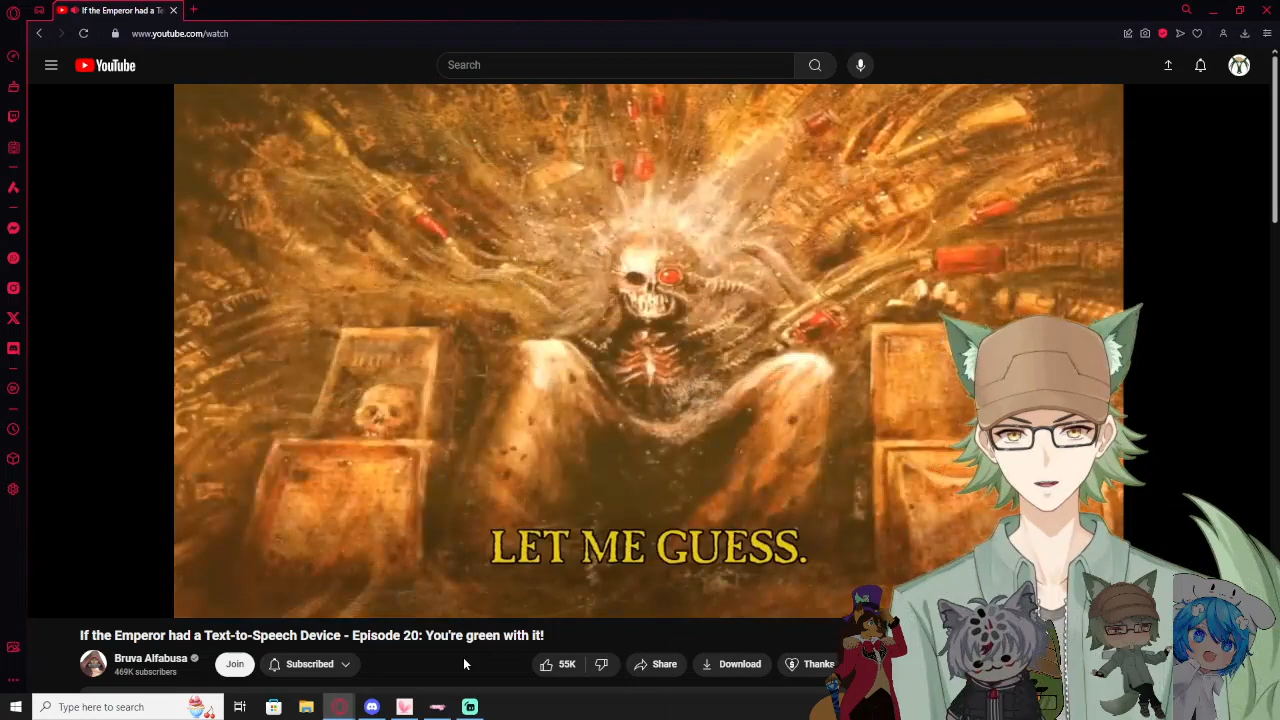 If the Emperor had a Te
www.youtube.com/watch
YouTube
Search
LET ME GUESS.
If the Emperor had a Text-to-Speech Device - Episode 20: You're green with it!
Bruva Alfabusa
469K subscribers
Join
Subscribed
55K
Share
Download
Thanks
Type here to search